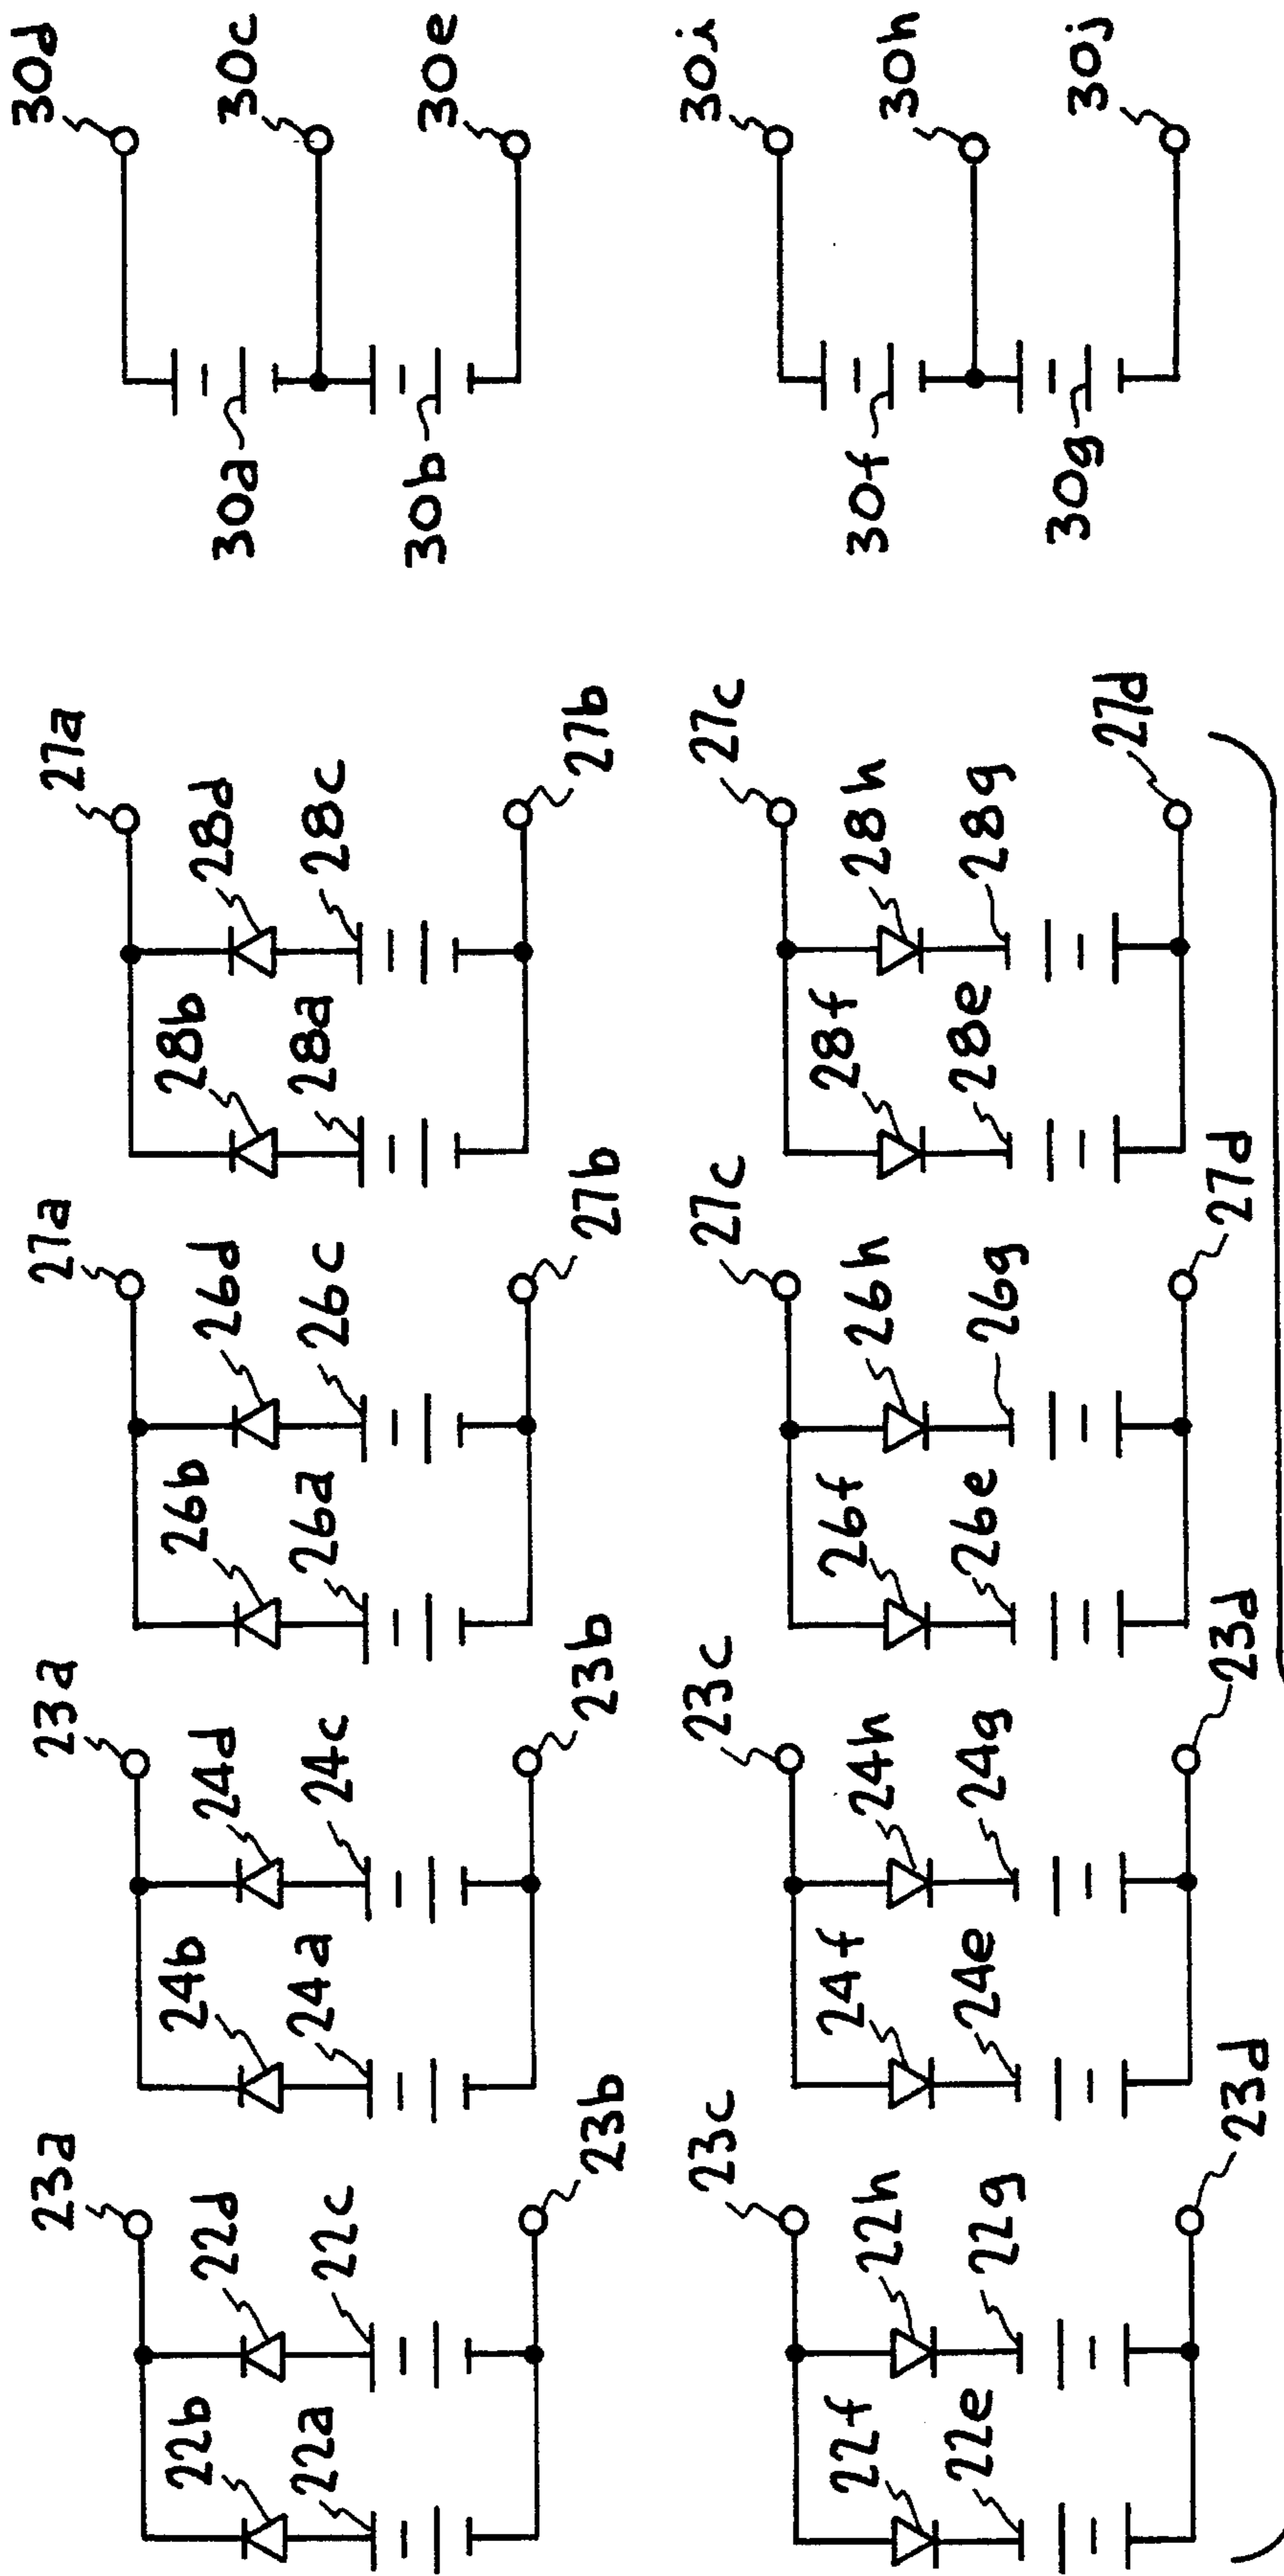 30d
30c
30e
30a
30b
30i
30h
30j
30f
30g
27a
28d
28c
28b
28a
27b
27c
28h
28g
28f
28e
27d
27a
26d
26c
26b
26a
27b
27c
26h
26g
26f
26e
27d
23a
24d
24c
24b
24a
23b
23c
24h
24g
24f
24e
23d
23a
22d
22c
22b
22a
23b
23c
22h
22g
22f
22e
23d